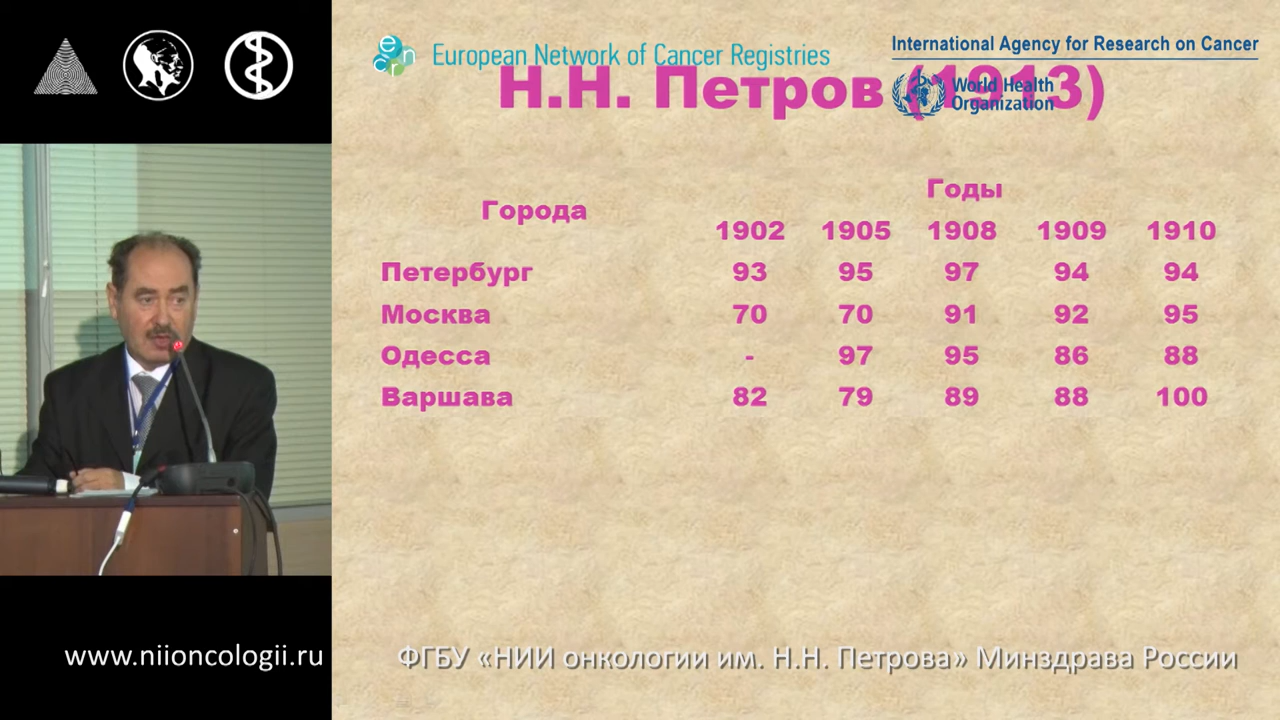 European Network of Cancer Registries
International Agency for Research on Cancer
World Health
Organization
Н.Н. Петров (1913)
Города Годы
1902 1905 1908 1909 1910
Петербург 93 95 97 94 94
Москва 70 70 91 92 95
Одесса - 97 95 86 88
Варшава 82 79 89 88 100
www.niioncologii.ru
ФГБУ «НИИ онкологии им. Н.Н. Петрова» Минздрава России